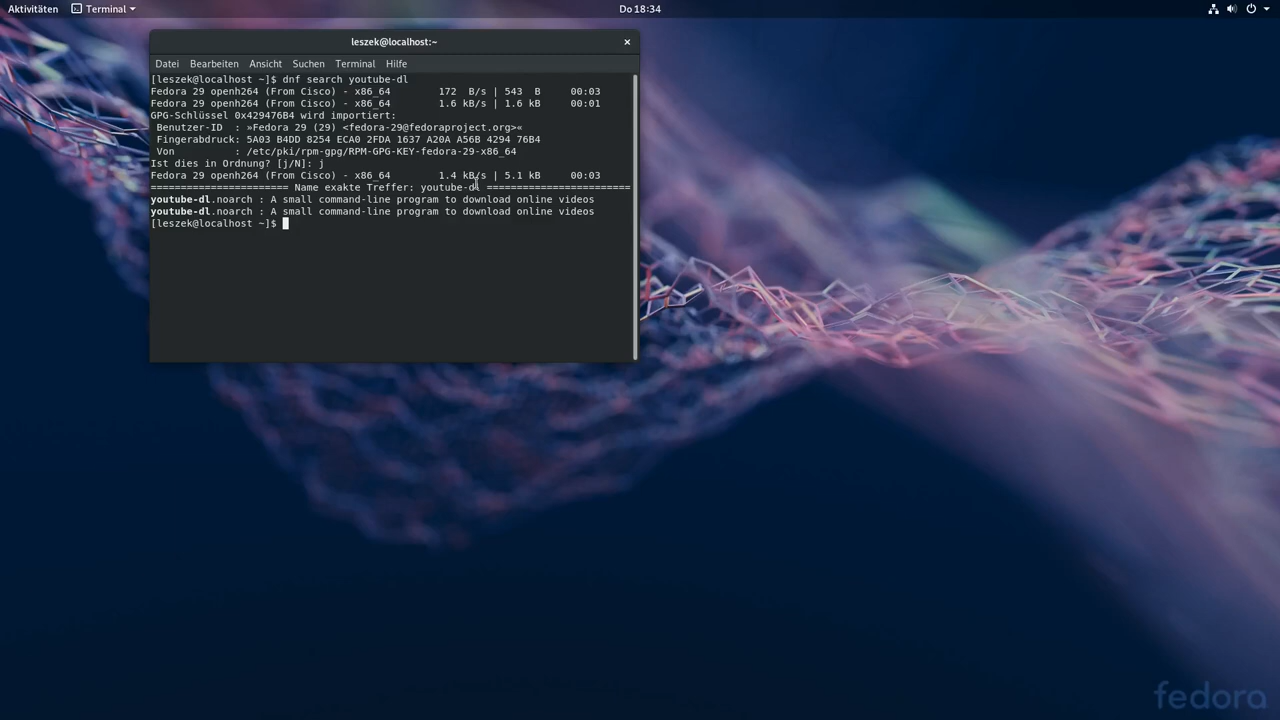 Aktivitäten Terminal Do 18:34
leszek@localhost:~ ×
Datei Bearbeiten Ansicht Suchen Terminal Hilfe
[leszek@localhost ~]$ dnf search youtube-dl
Fedora 29 openh264 (From Cisco) - x86_64 172 B/s | 543 B 00:03
Fedora 29 openh264 (From Cisco) - x86_64 1.6 kB/s | 1.6 kB 00:01
GPG-Schlüssel 0x429476B4 wird importiert:
Benutzer-ID : »Fedora 29 (29) <fedora-29@fedoraproject.org>«
Fingerabdruck: 5A03 B4DD 8254 ECA0 2FDA 1637 A20A A56B 4294 76B4
Von : /etc/pki/rpm-gpg/RPM-GPG-KEY-fedora-29-x86_64
Ist dies in Ordnung? [j/N]: j
Fedora 29 openh264 (From Cisco) - x86_64 1.4 kB/s | 5.1 kB 00:03
======================= Name exakte Treffer: youtube-dl ========================
youtube-dl.noarch : A small command-line program to download online videos
youtube-dl.noarch : A small command-line program to download online videos
[leszek@localhost ~]$
fedora